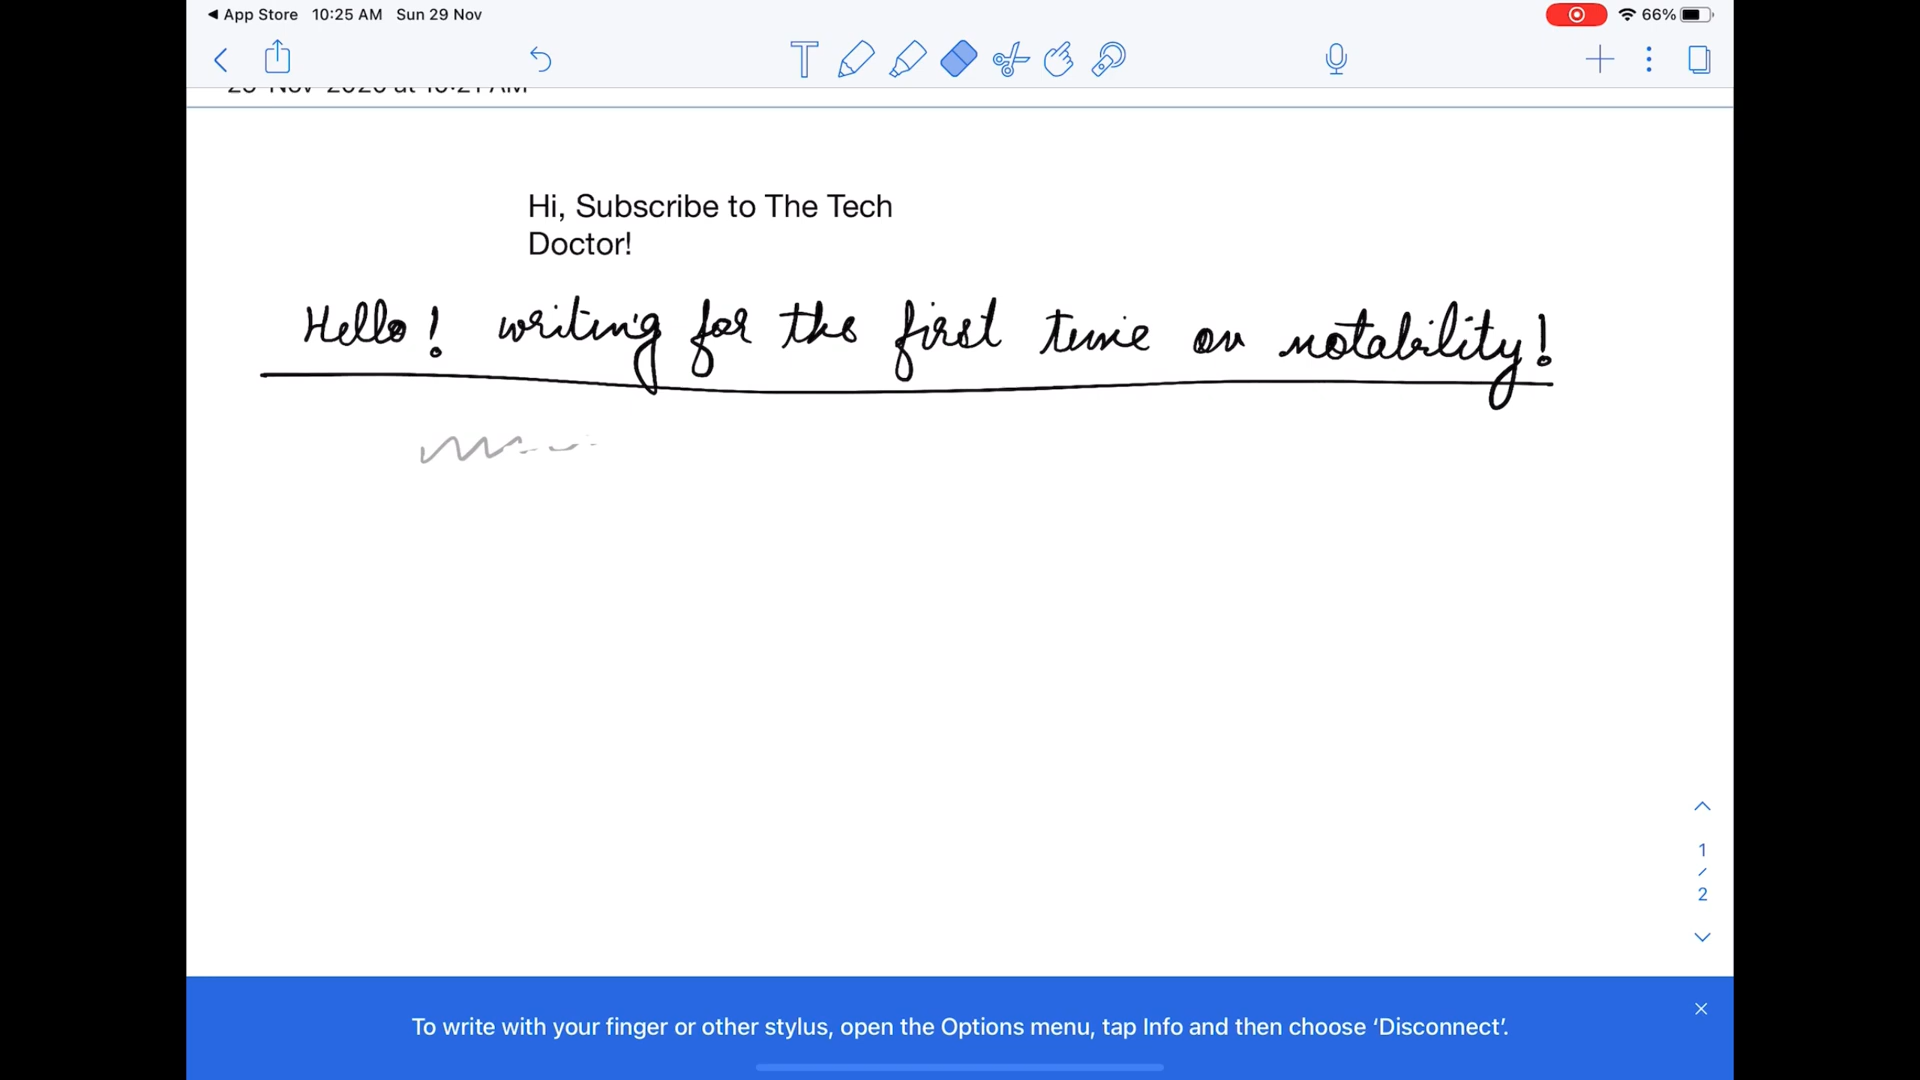 App Store 10:25 AM Sun 29 Nov 66%
Hi, Subscribe to The Tech
Doctor!
Hello! writing for the first time on notability!
1
/
2
To write with your finger or other stylus, open the Options menu, tap Info and then choose ‘Disconnect’.